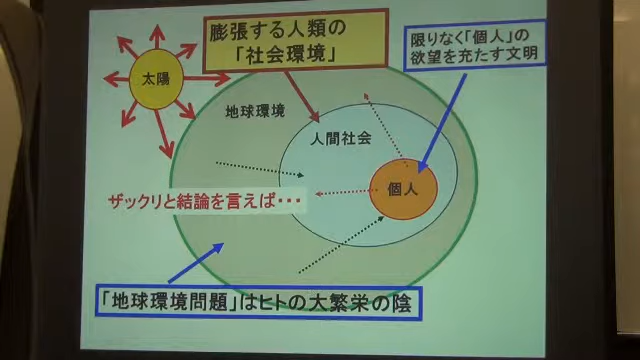 膨張する人類の
「社会環境」
限りなく「個人」の
欲望を充たす文明
太陽
地球環境
人間社会
個人
ザックリと結論を言えば・・・
「地球環境問題」はヒトの大繁栄の陰